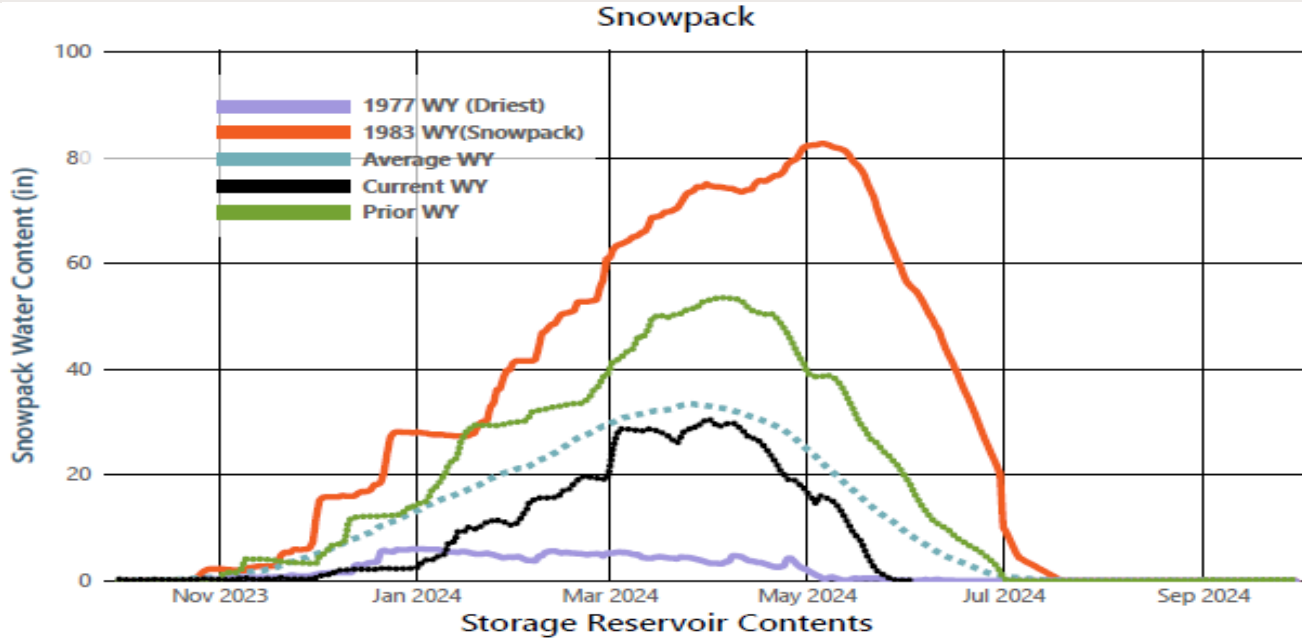 Snowpack
100
80
60
40
20
0
Snowpack Water Content (in)
1977 WY (Driest)
1983 WY(Snowpack)
Average WY
Current WY
Prior WY
Nov 2023 Jan 2024 Mar 2024 May 2024 Jul 2024 Sep 2024
Storage Reservoir Contents